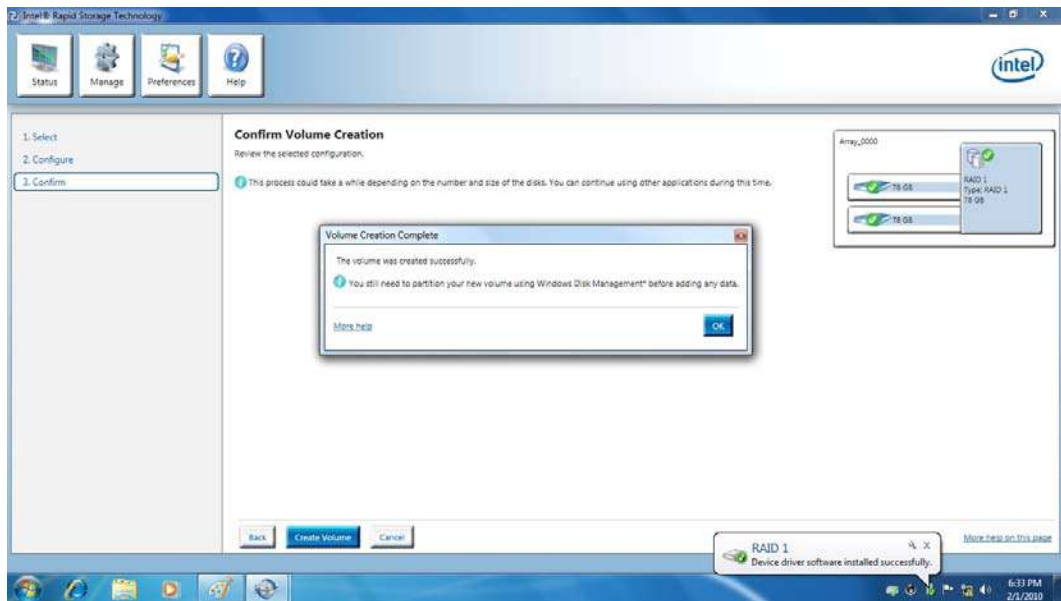 Intel® Rapid Storage Technology
Status
Manage
Preferences
Help
intel
1. Select
2. Configure
3. Confirm
Confirm Volume Creation
Review the selected configuration.
This process could take a while depending on the number and size of the disks. You can continue using other applications during this time.
Array_0000
78 GB
78 GB
RAID 1
Type: RAID 1
78 GB
Volume Creation Complete
The volume was created successfully.
You still need to partition your new volume using Windows Disk Management* before adding any data.
More help
OK
Back
Create Volume
Cancel
More help on this page
RAID 1
Device driver software installed successfully.
6:33 PM
2/1/2010